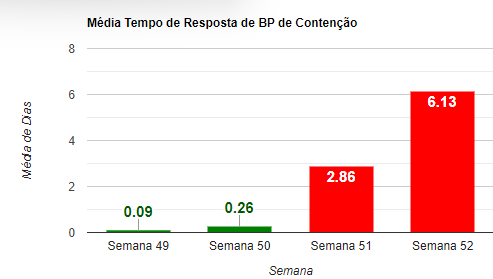 Média Tempo de Resposta de BP de Contenção
8
6
4
2
0
Média de Dias
0.09
0.26
2.86
6.13
Semana 49
Semana 50
Semana 51
Semana 52
Semana